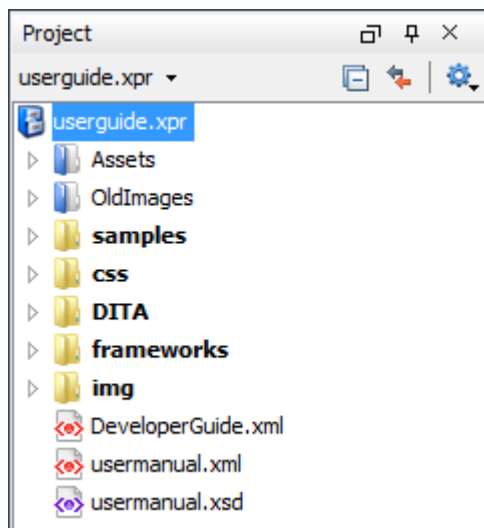 Project
userguide.xpr
userguide.xpr
Assets
OldImages
samples
css
DITA
frameworks
img
DeveloperGuide.xml
usermanual.xml
usermanual.xsd